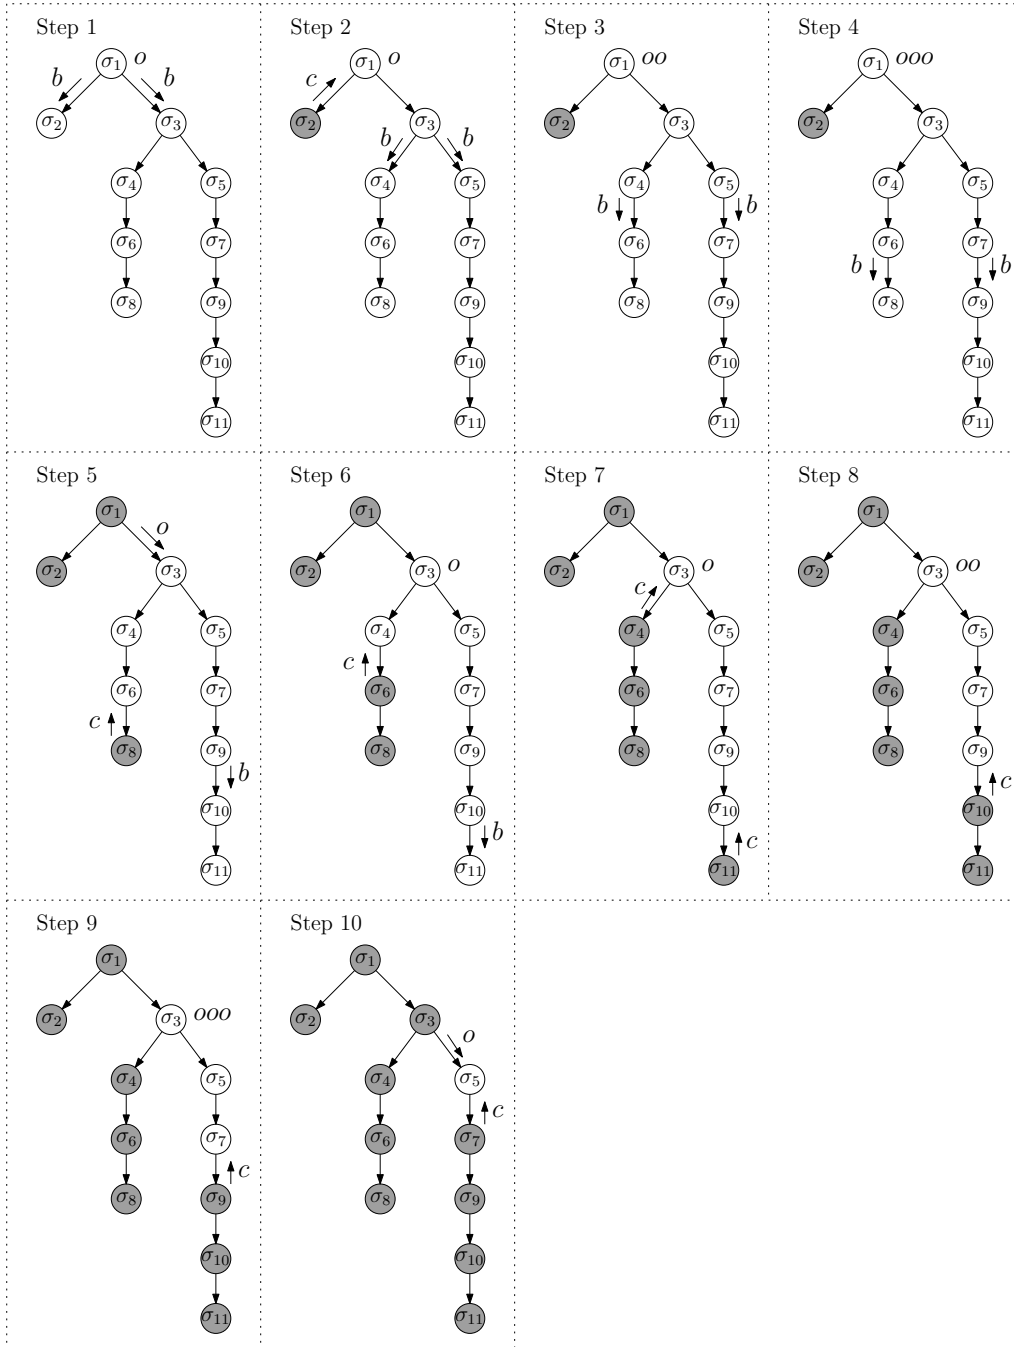 Step 1
σ1 o
b b
σ2 σ3
σ4 σ5
σ6 σ7
σ8 σ9
σ10
σ11
Step 2
σ1 o
c
σ2 σ3
b b
σ4 σ5
σ6 σ7
σ8 σ9
σ10
σ11
Step 3
σ1 oo
σ2 σ3
σ4 σ5
b b
σ6 σ7
σ8 σ9
σ10
σ11
Step 4
σ1 ooo
σ2 σ3
σ4 σ5
σ6 σ7
b b
σ8 σ9
σ10
σ11
Step 5
σ1
o
σ2 σ3
σ4 σ5
σ6 σ7
c
σ8 σ9
b
σ10
σ11
Step 6
σ1
σ2 σ3 o
σ4 σ5
c
σ6 σ7
σ8 σ9
σ10
b
σ11
Step 7
σ1
σ2 σ3 o
c
σ4 σ5
σ6 σ7
σ8 σ9
σ10
c
σ11
Step 8
σ1
σ2 σ3 oo
σ4 σ5
σ6 σ7
σ8 σ9
c
σ10
σ11
Step 9
σ1
σ2 σ3 ooo
σ4 σ5
σ6 σ7
c
σ8 σ9
σ10
σ11
Step 10
σ1
σ2 σ3
o
σ4 σ5
c
σ6 σ7
σ8 σ9
σ10
σ11